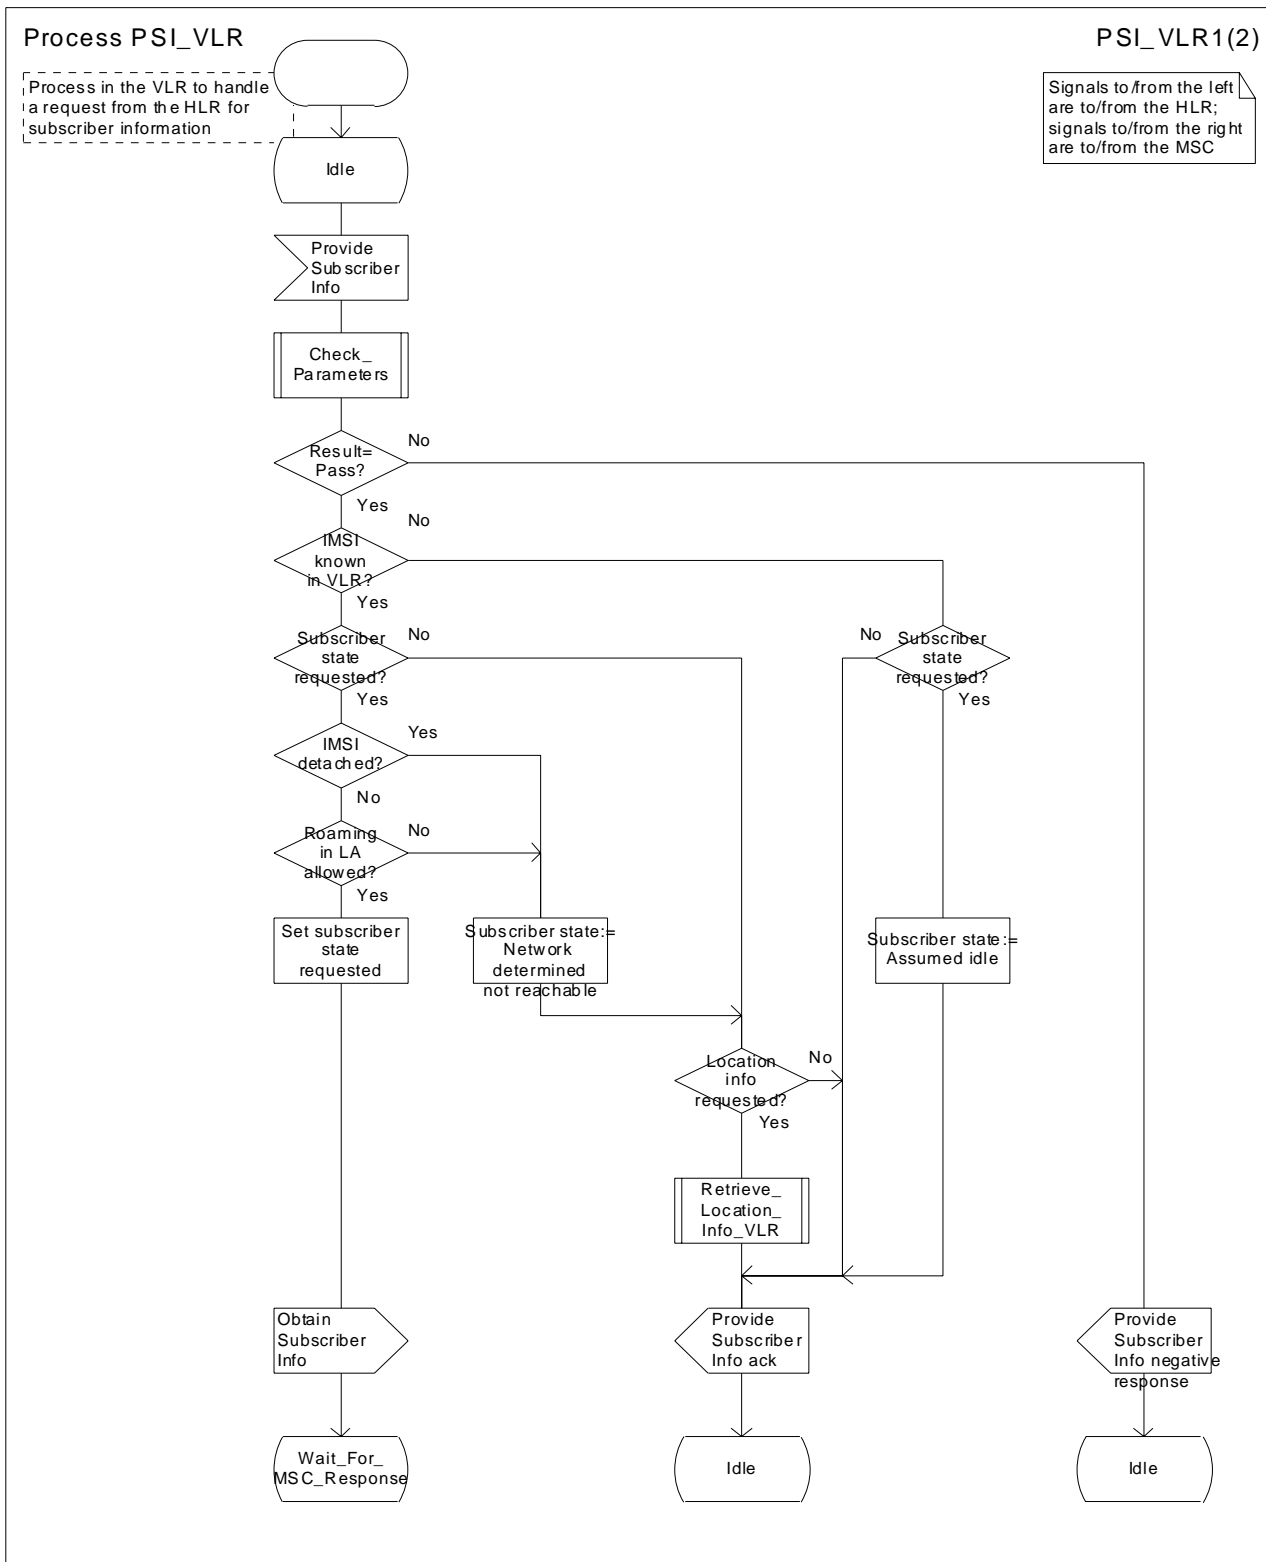 Process PSI_VLR
PSI_VLR1(2)
Process in the VLR to handle
a request from the HLR for
subscriber information
Signals to/from the left
are to/from the HLR;
signals to/from the right
are to/from the MSC
Idle
Provide
Subscriber
Info
Check_
Parameters
Result=
Pass?
No
Yes
IMSI
known
in VLR?
No
Yes
Subscriber
state
requested?
No
Yes
No
Subscriber
state
requested?
Yes
IMSI
detached?
Yes
No
Roaming
in LA
allowed?
No
Yes
Set subscriber
state
requested
Subscriber state:=
Network
determined
not reachable
Subscriber state:=
Assumed idle
Location
info
requested?
No
Yes
Retrieve_
Location_
Info_VLR
Obtain
Subscriber
Info
Provide
Subscriber
Info ack
Provide
Subscriber
Info negative
response
Wait_For_
MSC_Response
Idle
Idle